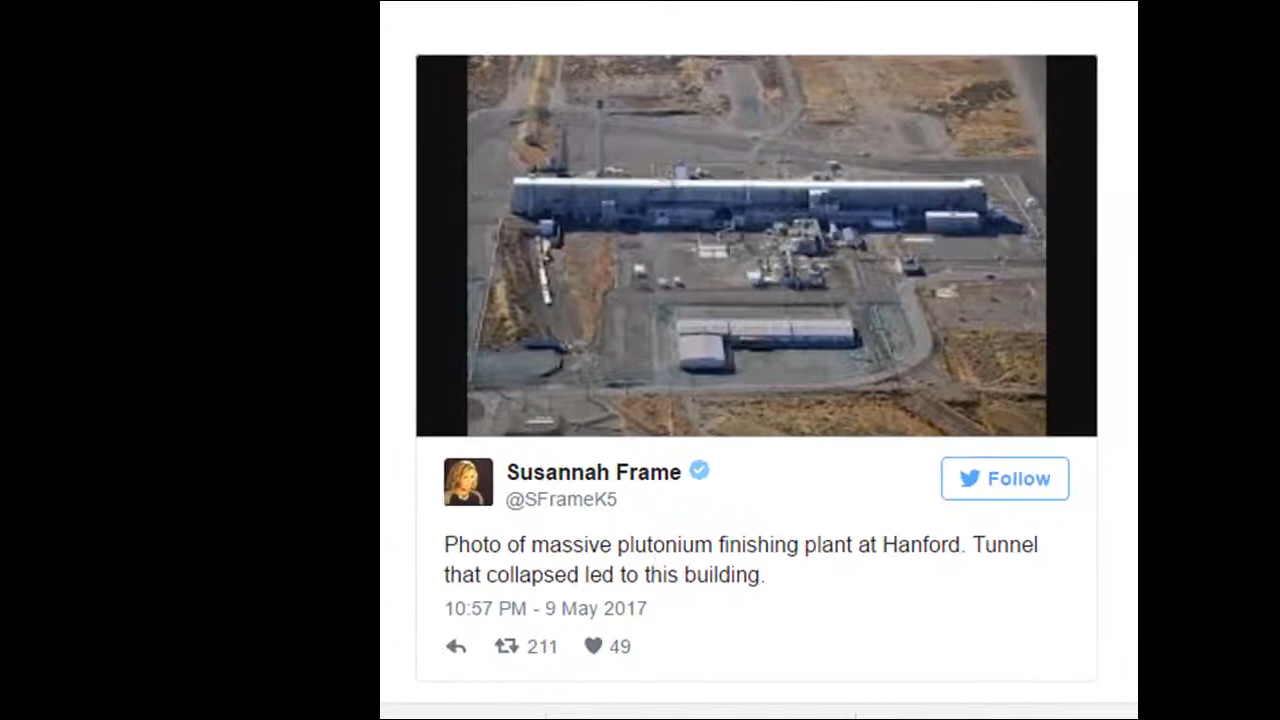 Susannah Frame
@SFrameK5
Follow
Photo of massive plutonium finishing plant at Hanford. Tunnel
that collapsed led to this building.
10:57 PM - 9 May 2017
211
49